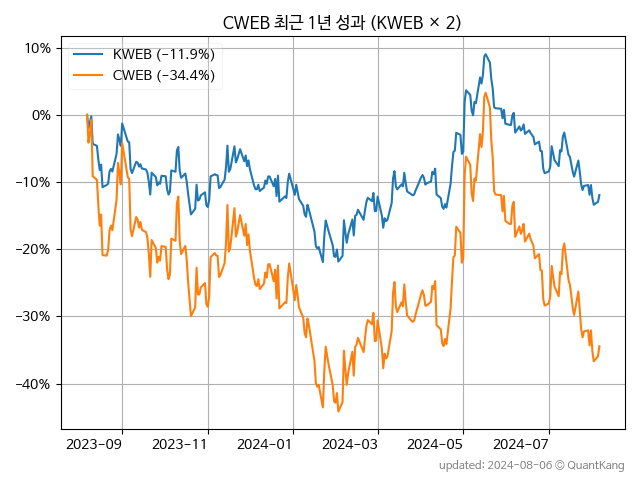 CWEB 최근 1년 성과 (KWEB × 2)
KWEB (−11.9%)
CWEB (−34.4%)
10%
0%
−10%
−20%
−30%
−40%
2023-09 2023-11 2024-01 2024-03 2024-05 2024-07
updated: 2024-08-06 © QuantKang